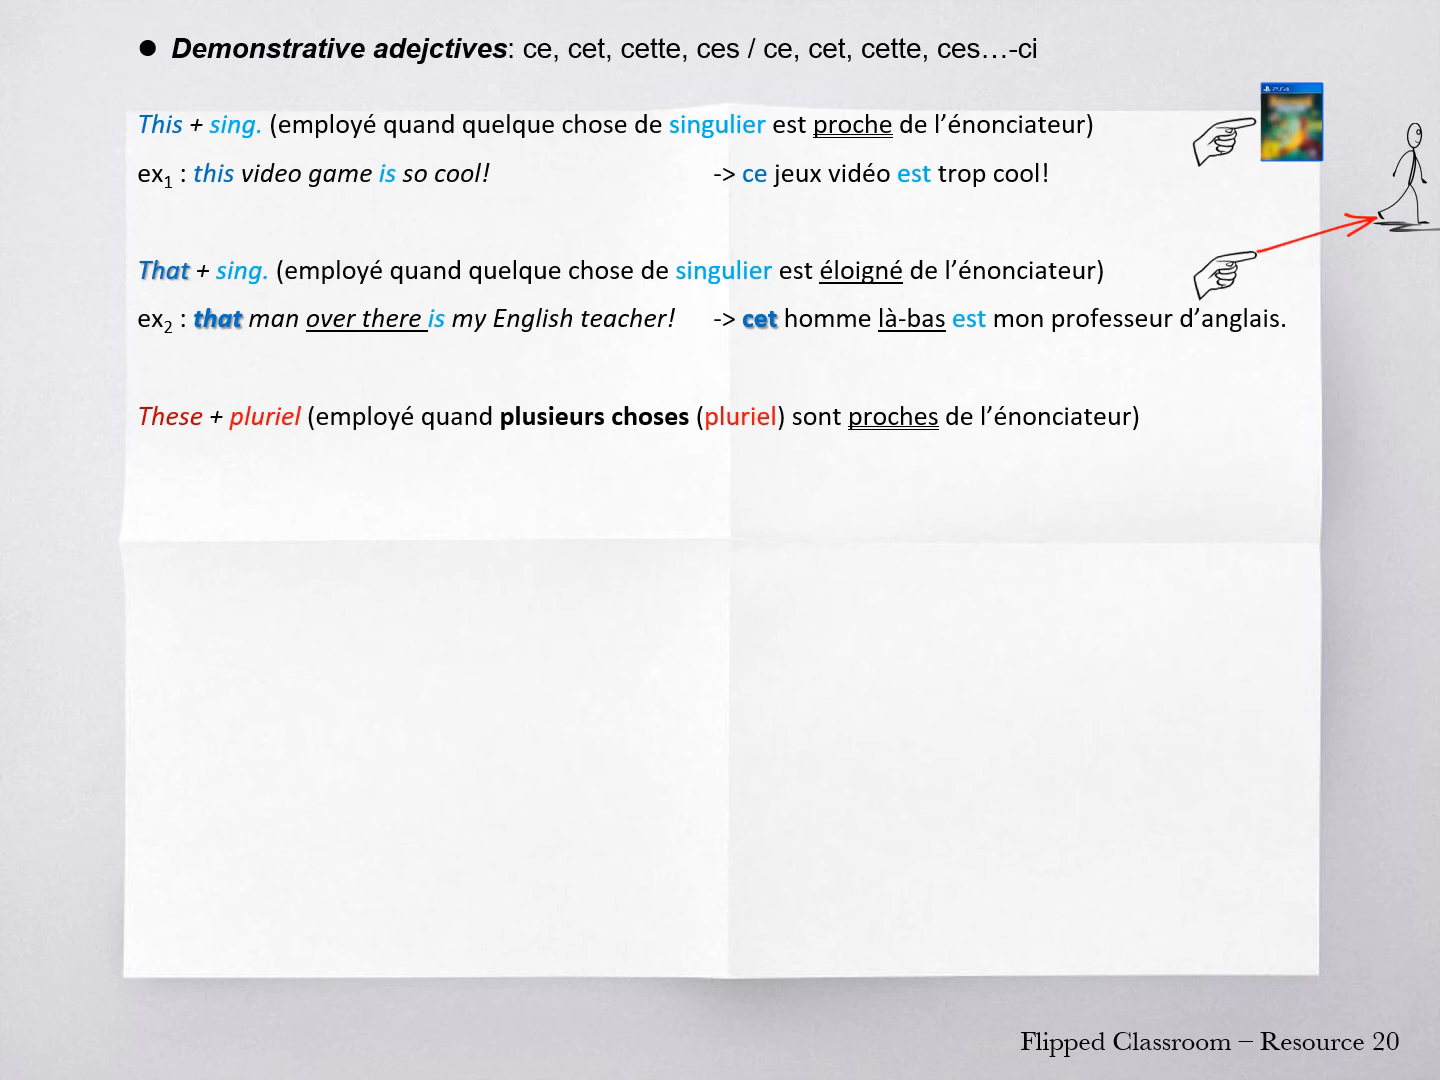 ● Demonstrative adejctives: ce, cet, cette, ces / ce, cet, cette, ces…-ci
PS4
This + sing. (employé quand quelque chose de singulier est proche de l’énonciateur)
ex1 : this video game is so cool! -> ce jeux vidéo est trop cool!
That + sing. (employé quand quelque chose de singulier est éloigné de l’énonciateur)
ex2 : that man over there is my English teacher! -> cet homme là-bas est mon professeur d’anglais.
These + pluriel (employé quand plusieurs choses (pluriel) sont proches de l’énonciateur)
Flipped Classroom – Resource 20